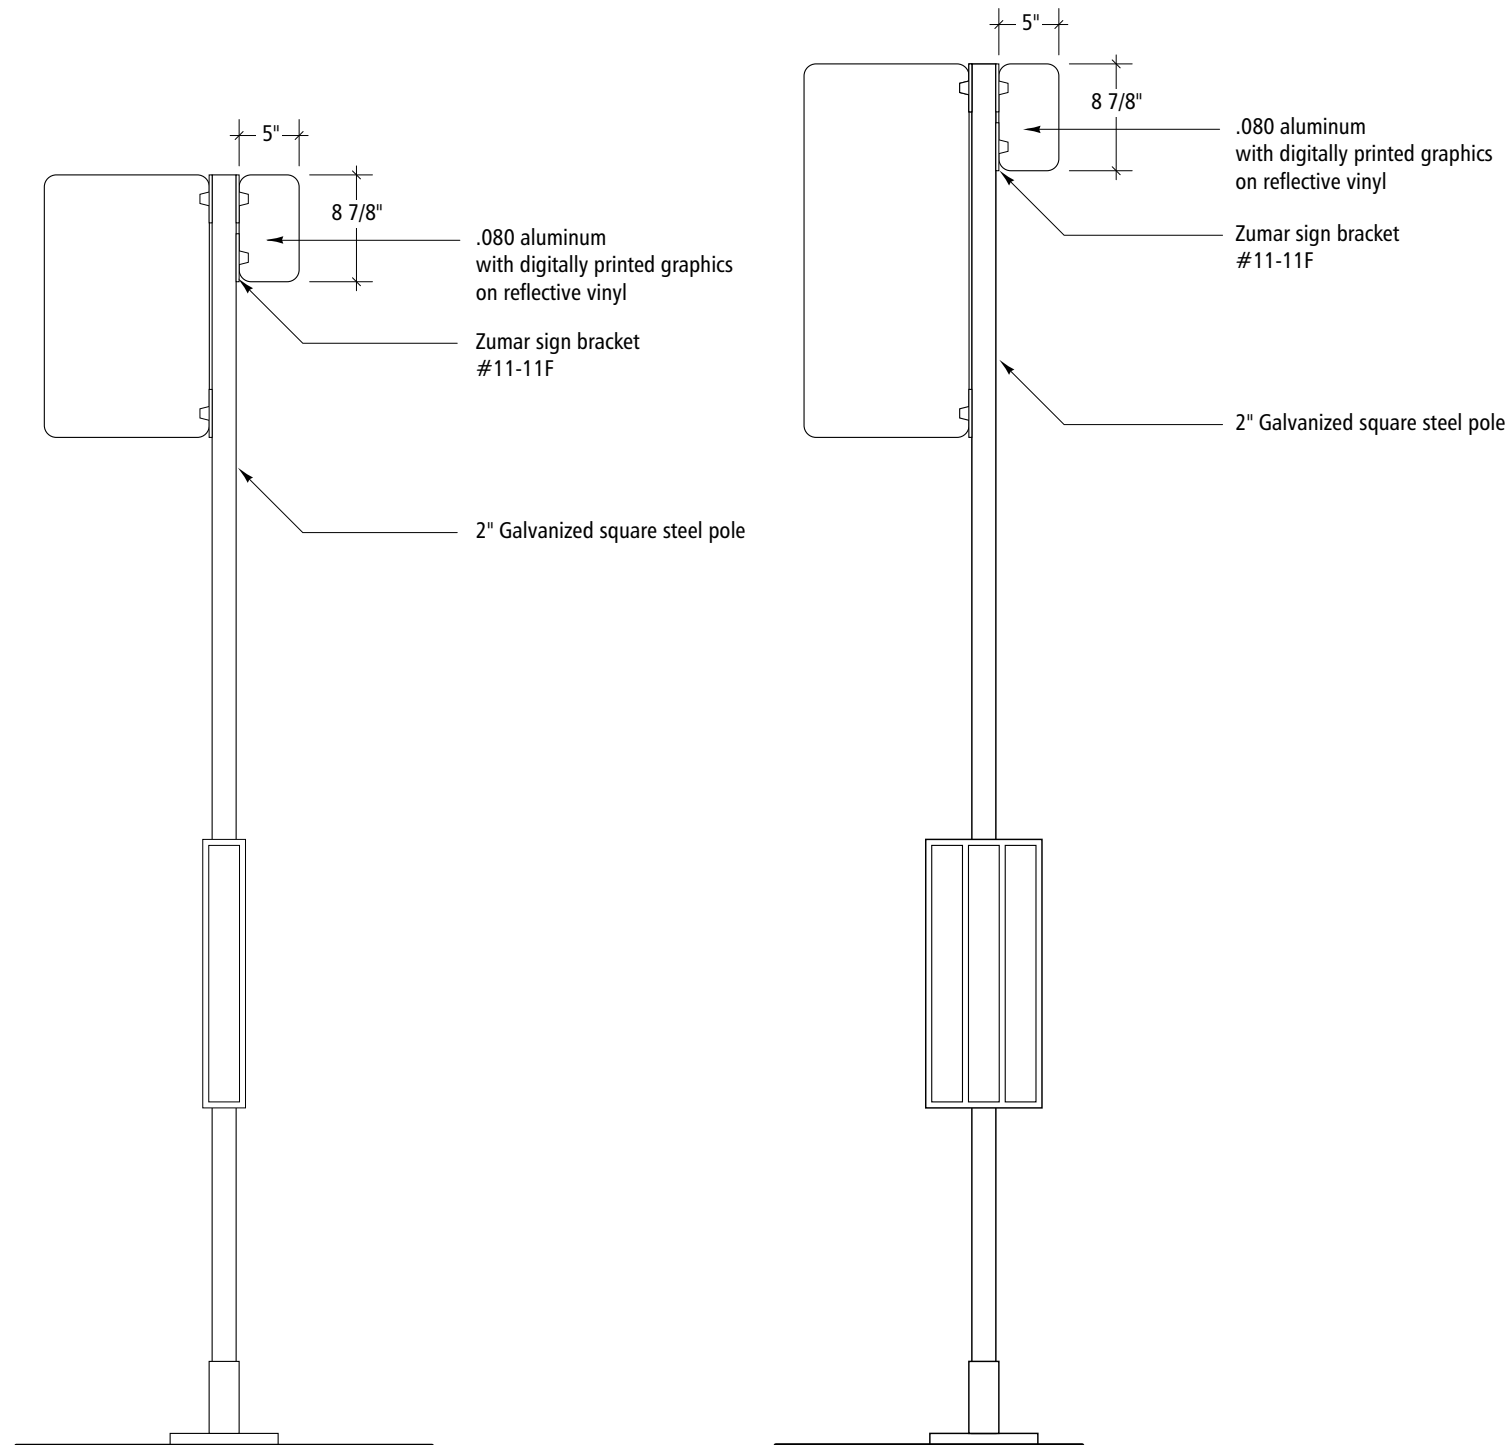 5"
8 7/8"
.080 aluminum
with digitally printed graphics
on reflective vinyl
Zumar sign bracket
#11-11F
2" Galvanized square steel pole
5"
8 7/8"
.080 aluminum
with digitally printed graphics
on reflective vinyl
Zumar sign bracket
#11-11F
2" Galvanized square steel pole